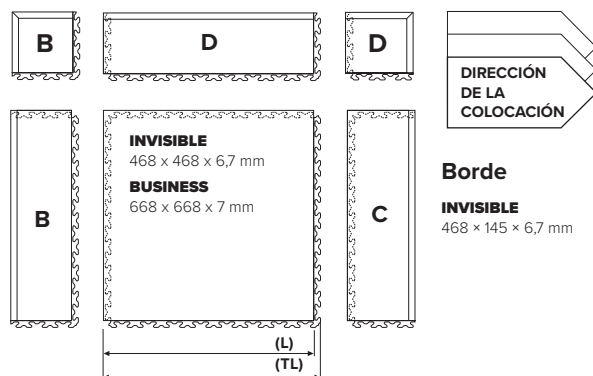 B
D
D
DIRECCIÓN
DE LA
COLOCACIÓN
INVISIBLE
468 x 468 x 6,7 mm
BUSINESS
668 x 668 x 7 mm
B
C
Borde
INVISIBLE
468 × 145 × 6,7 mm
(L)
(TL)